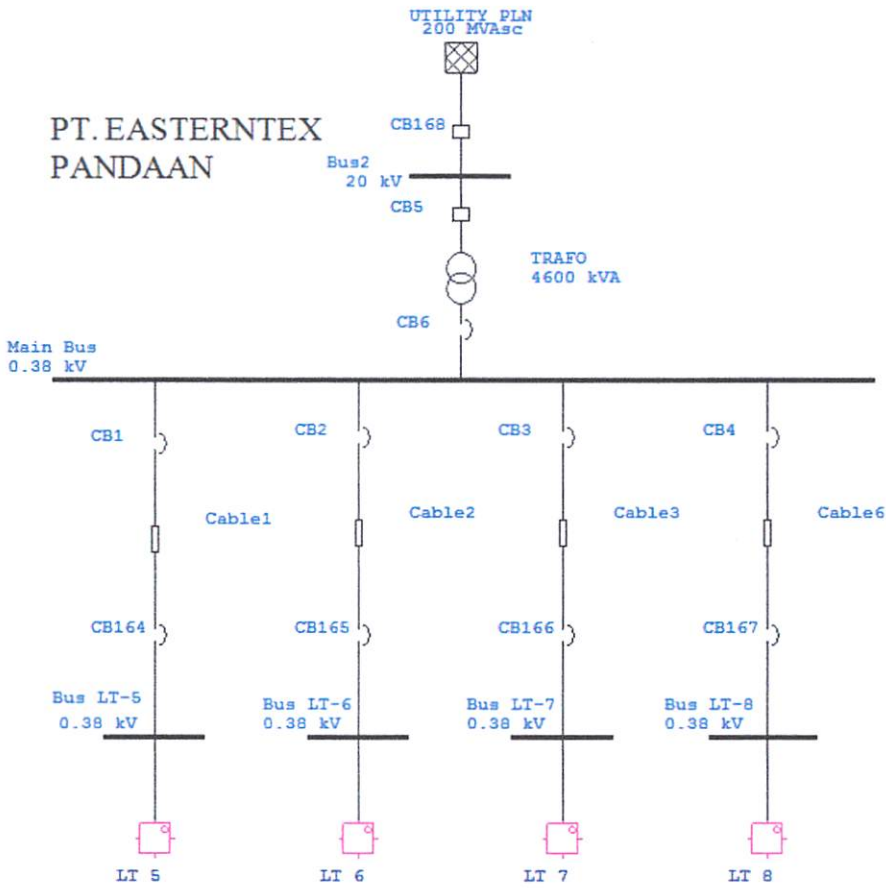 UTILITY PLN
200 MVAsc
PT. EASTERNTEX
PANDAAN
CB168
Bus2
20 kV
CB5
TRAFO
4600 kVA
CB6
Main Bus
0.38 kV
CB1
CB2
CB3
CB4
Cable1
Cable2
Cable3
Cable6
CB164
CB165
CB166
CB167
Bus LT-5
0.38 kV
Bus LT-6
0.38 kV
Bus LT-7
0.38 kV
Bus LT-8
0.38 kV
LT 5
LT 6
LT 7
LT 8